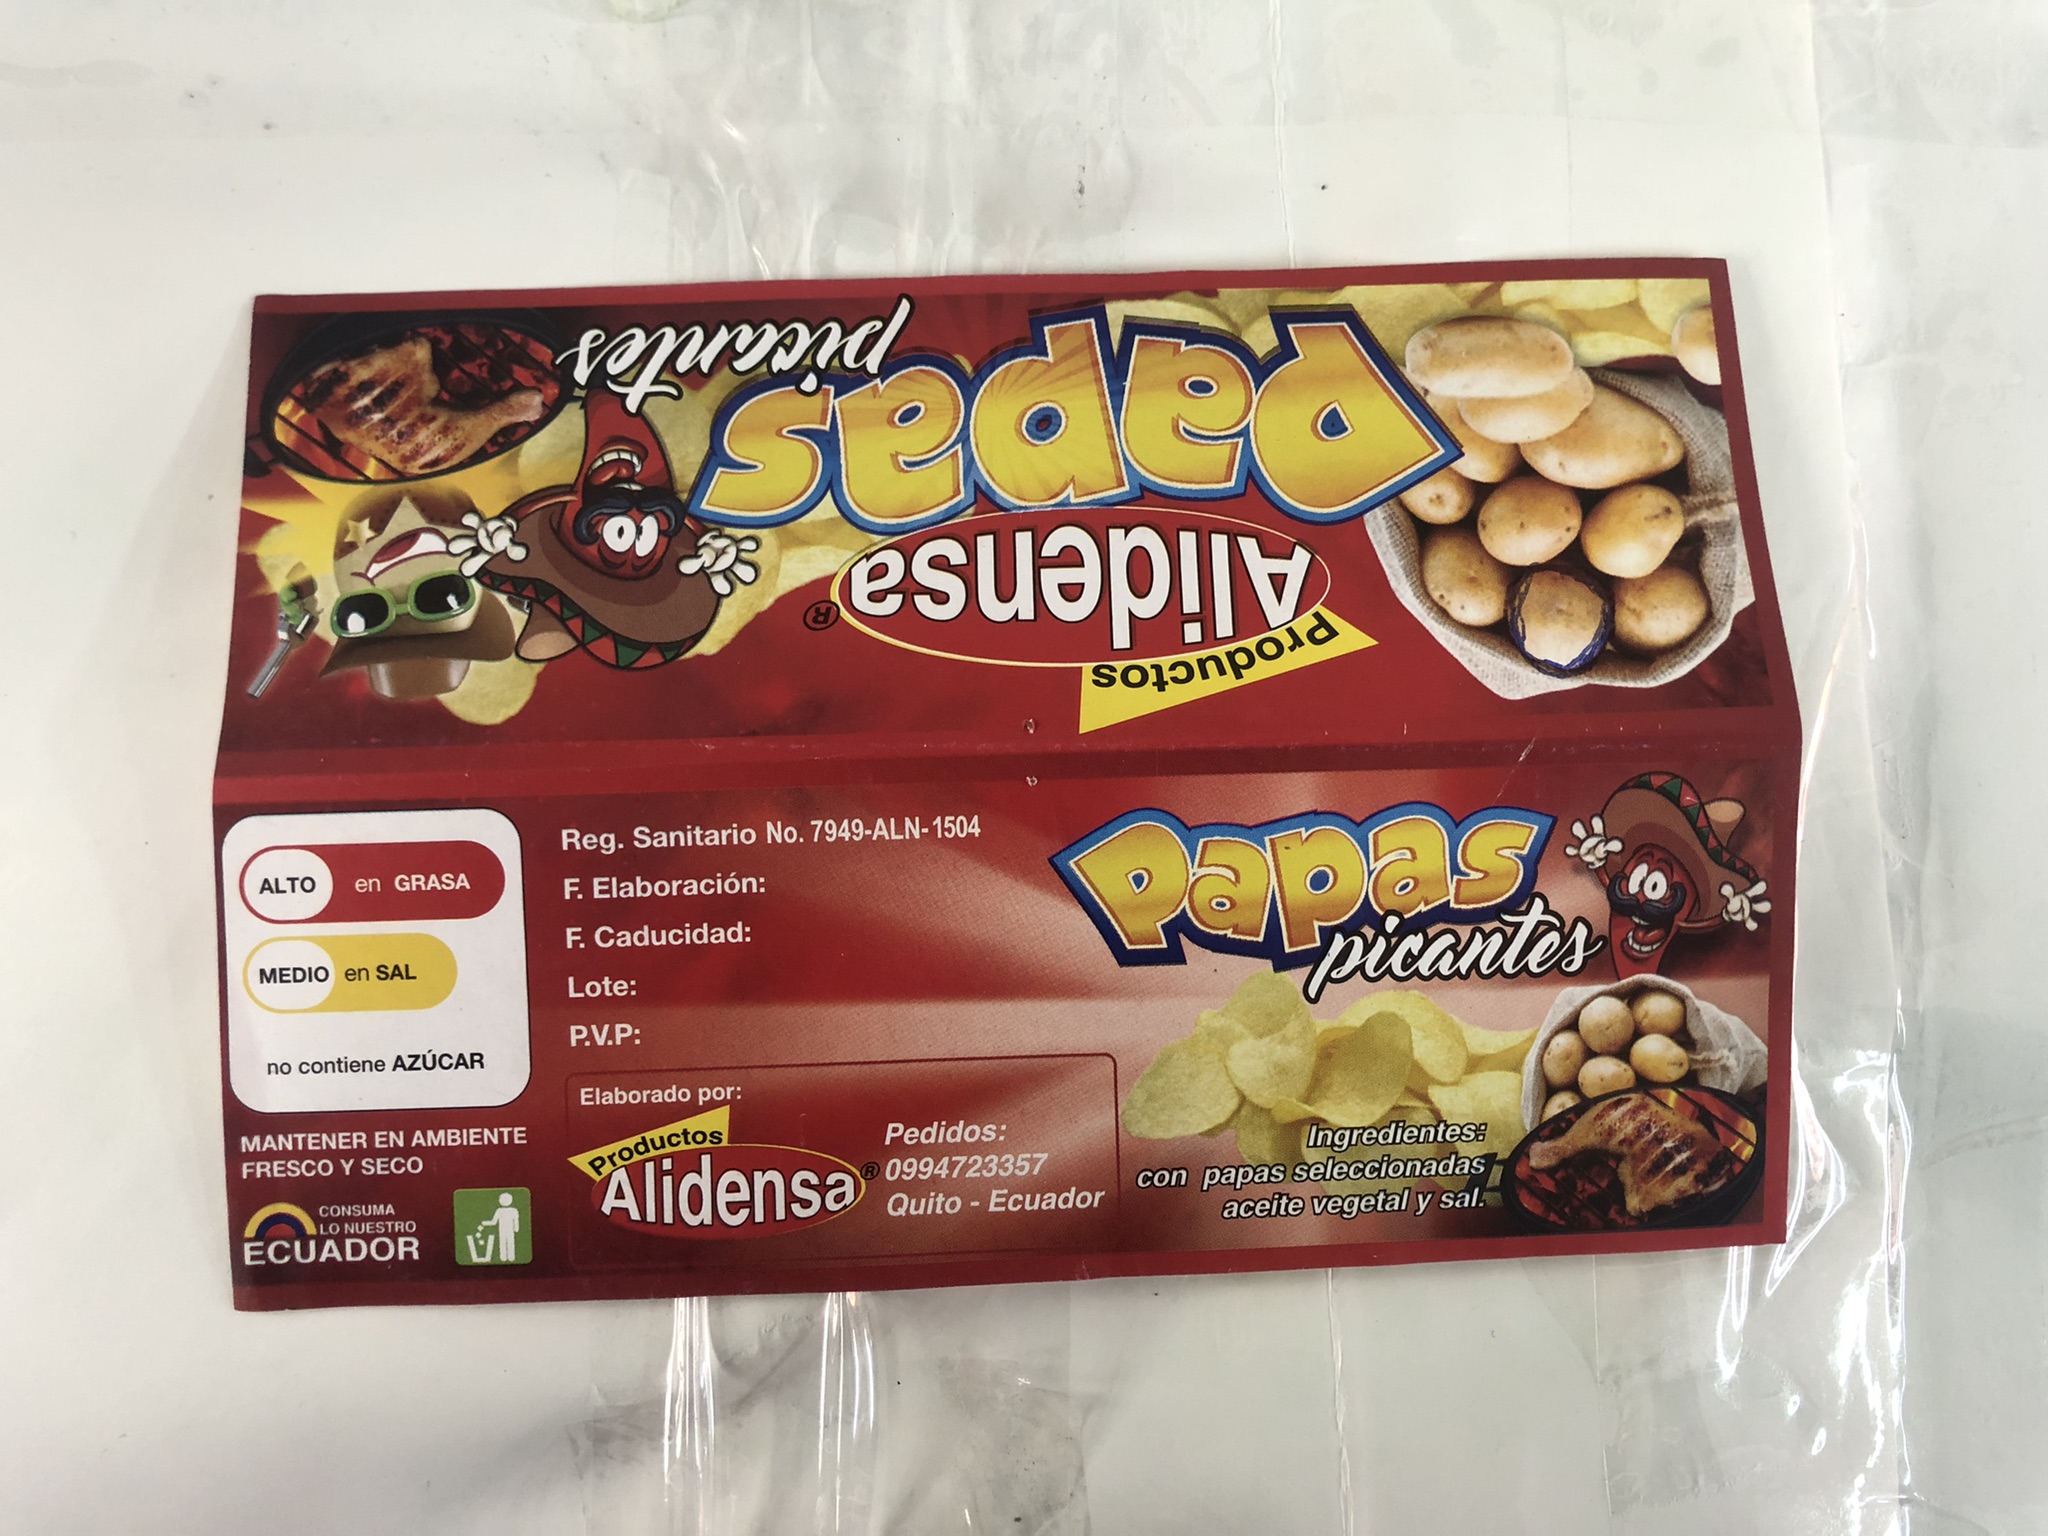 Productos
Alidensa®
Papas
picantes
Reg. Sanitario No. 7949-ALN-1504
F. Elaboración:
F. Caducidad:
Lote:
P.V.P:
ALTO en GRASA
MEDIO en SAL
no contiene AZÚCAR
MANTENER EN AMBIENTE
FRESCO Y SECO
CONSUMA
LO NUESTRO
ECUADOR
Elaborado por:
Productos
Alidensa®
Pedidos:
0994723357
Quito - Ecuador
Papas
picantes
Ingredientes:
con papas seleccionadas
aceite vegetal y sal.